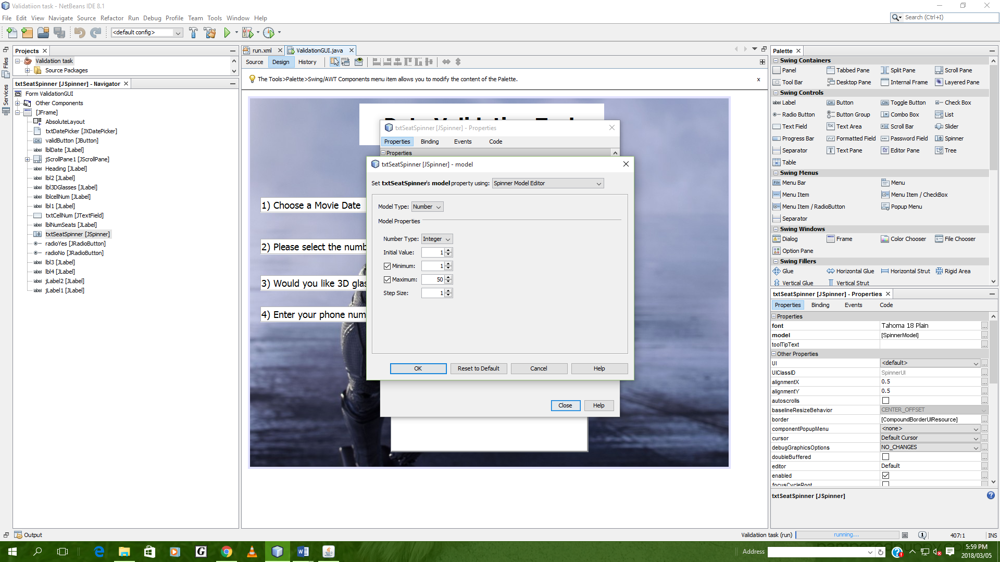 Validatiion task - NetBeans IDE 8.1
File Edit View Navigate Source Refactor Run Debug Profile Team Tools Window Help
Search (Ctrl+I)
<default config>
Projects
Validatiion task
Source Packages
Files
Services
txtSeatSpinner [JSpinner] - Navigator
Form ValidationGUI
Other Components
[JFrame]
AbsoluteLayout
txtDatePicker [JXDatePicker]
validButton [JButton]
lblDate [JLabel]
jScrollPane1 [JScrollPane]
Heading [JLabel]
lbl2 [JLabel]
lbl3DGlasses [JLabel]
lblcellNum [JLabel]
lbl1 [JLabel]
txtCellNum [JTextField]
lblNumSeats [JLabel]
txtSeatSpinner [JSpinner]
radioYes [JRadioButton]
radioNo [JRadioButton]
lbl3 [JLabel]
lbl4 [JLabel]
jLabel2 [JLabel]
jLabel1 [JLabel]
run.xml
ValidationGUI.java
Source Design History
The Tools>Palette>Swing/AWT Components menu item allows you to modify the content of the Palette.
x
1) Choose a Movie Date
2) Please select the numb
3) Would you like 3D glas
4) Enter your phone num
txtSeatSpinner [JSpinner] - Properties
Properties Binding Events Code
Properties
txtSeatSpinner [JSpinner] - model
Set txtSeatSpinner's model property using: Spinner Model Editor
Model Type: Number
Model Properties
Number Type: Integer
Initial Value: 1
Minimum: 1
Maximum: 50
Step Size: 1
OK Reset to Default Cancel Help
Close Help
Palette
Swing Containers
Panel Tabbed Pane Split Pane Scroll Pane
Tool Bar Desktop Pane Internal Frame Layered Pane
Swing Controls
label Label OK Button ON Toggle Button Check Box
Radio Button Button Group Combo Box List
Text Field Text Area Scroll Bar Slider
Progress Bar Formatted Field Password Field Spinner
Separator Text Pane Editor Pane Tree
Table
Swing Menus
File Menu Bar Menu
Menu Item Menu Item / CheckBox
Menu Item / RadioButton Popup Menu
Separator
Swing Windows
Dialog Frame Color Chooser File Chooser
Option Pane
Swing Fillers
Glue Horizontal Glue Horizontal Strut Rigid Area
Vertical Glue Vertical Strut
txtSeatSpinner [JSpinner] - Properties
Properties Binding Events Code
Properties
font Tahoma 18 Plain
model [SpinnerModel]
toolTipText
Other Properties
UI <default>
UIClassID SpinnerUI
alignmentX 0.5
alignmentY 0.5
autoscrolls
baselineResizeBehavior CENTER_OFFSET
border [CompoundBorderUIResource]
componentPopupMenu <none>
cursor Default Cursor
debugGraphicsOptions NO_CHANGES
doubleBuffered
editor Default
enabled
focusCycleRoot
txtSeatSpinner [JSpinner]
Output
Validatiion task (run) running... 1 407:1 INS
Address
5:59 PM
2018/03/05